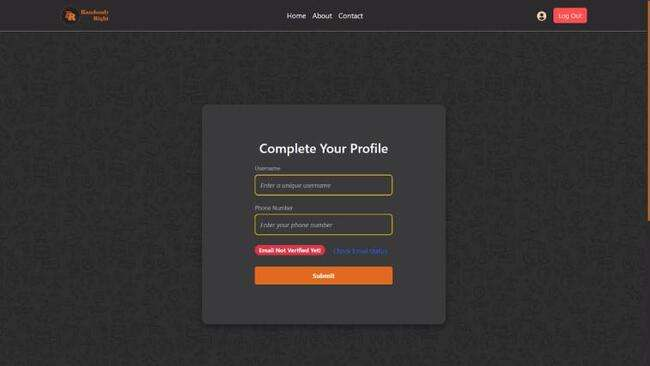 Randomly
Right
Home About Contact
Log Out
Complete Your Profile
Username
Enter a unique username
Phone Number
Enter your phone number
Email Not Verified Yet! Check Email Status
Submit